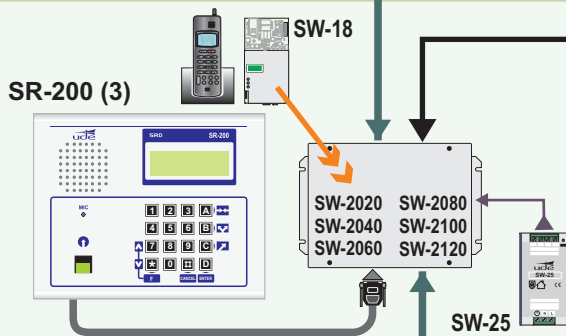 SW-18
SR-200 (3)
ude
SRD SR-200
MIC
1 2 3 A
4 5 6 B
7 8 9 C
* 0 # D
F CANCEL ENTER
SW-2020 SW-2080
SW-2040 SW-2100
SW-2060 SW-2120
ude
SW-25
SW-25